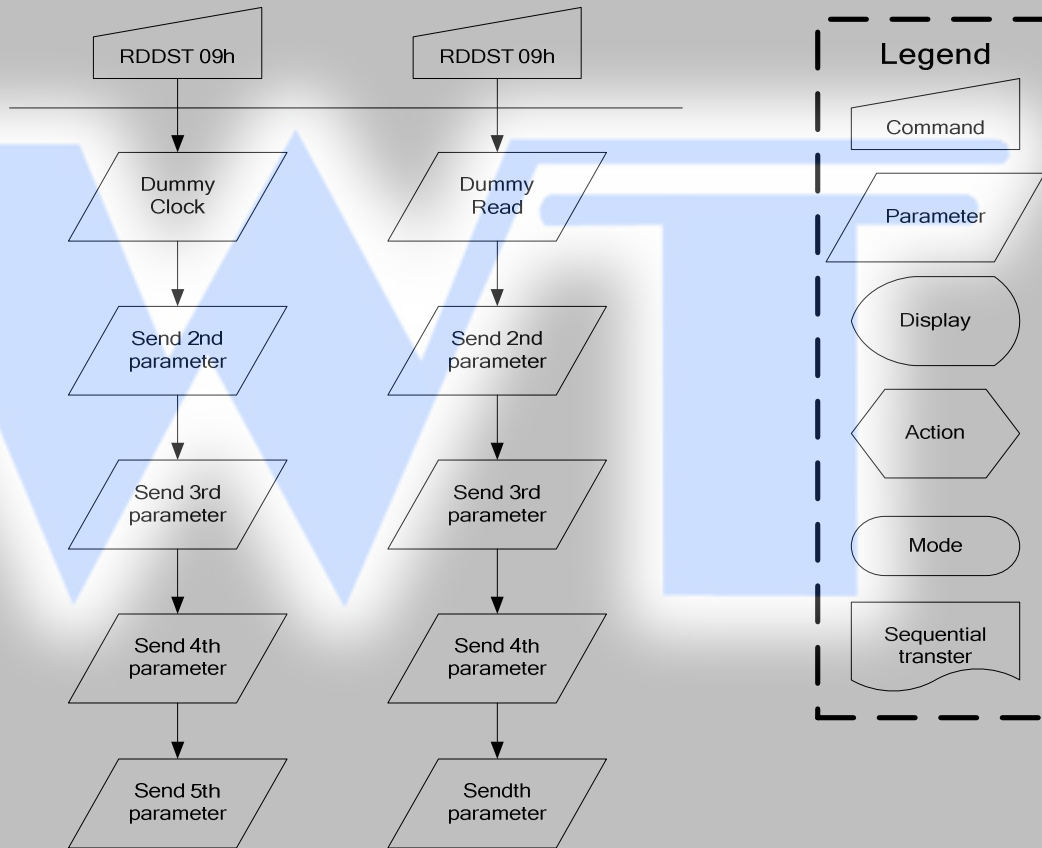 RDDST 09h
Dummy
Clock
Send 2nd
parameter
Send 3rd
parameter
Send 4th
parameter
Send 5th
parameter
RDDST 09h
Dummy
Read
Send 2nd
parameter
Send 3rd
parameter
Send 4th
parameter
Sendth
parameter
Legend
Command
Parameter
Display
Action
Mode
Sequential
transter